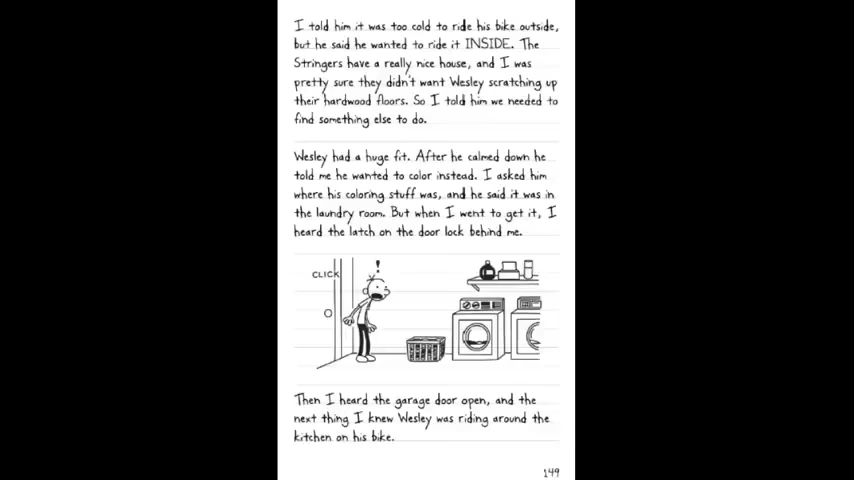 I told him it was too cold to ride his bike outside,
but he said he wanted to ride it INSIDE. The
Stringers have a really nice house, and I was
pretty sure they didn't want Wesley scratching up
their hardwood floors. So I told him we needed to
find something else to do.
Wesley had a huge fit. After he calmed down he
told me he wanted to color instead. I asked him
where his coloring stuff was, and he said it was in
the laundry room. But when I went to get it, I
heard the latch on the door lock behind me.
!
CLICK
Then I heard the garage door open, and the
next thing I knew Wesley was riding around the
kitchen on his bike.
149